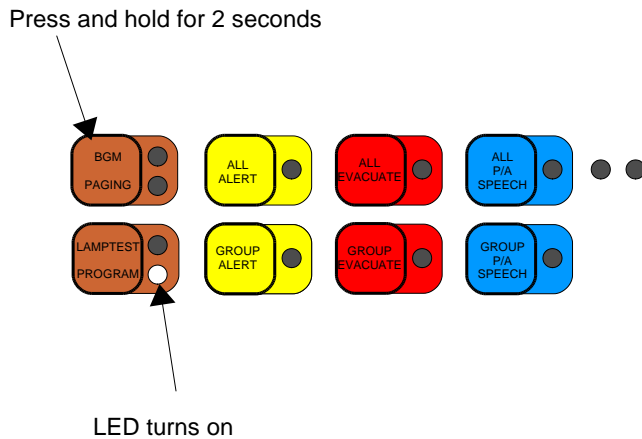 Press and hold for 2 seconds
BGM
PAGING
ALL
ALERT
ALL
EVACUATE
ALL
P/A
SPEECH
LAMPTEST
PROGRAM
GROUP
ALERT
GROUP
EVACUATE
GROUP
P/A
SPEECH
LED turns on